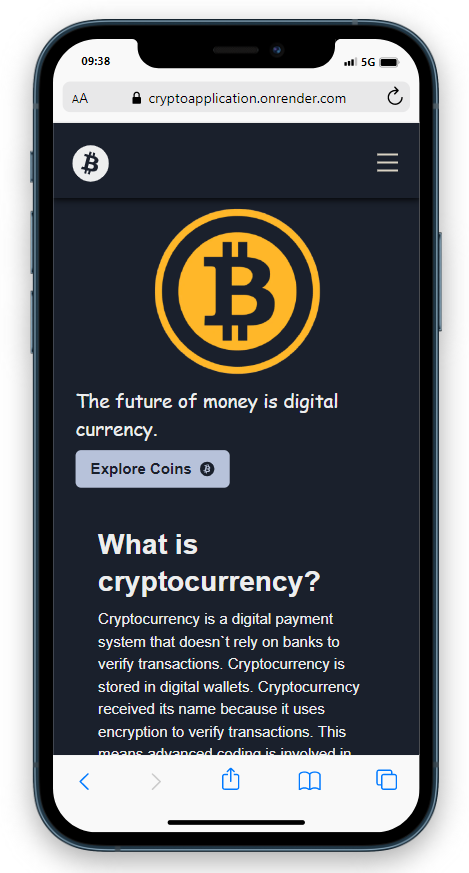 09:38
5G
AA
cryptoapplication.onrender.com
The future of money is digital
currency.
Explore Coins
What is
cryptocurrency?
Cryptocurrency is a digital payment
system that doesn`t rely on banks to
verify transactions. Cryptocurrency is
stored in digital wallets. Cryptocurrency
received its name because it uses
encryption to verify transactions. This
means advanced coding is involved in